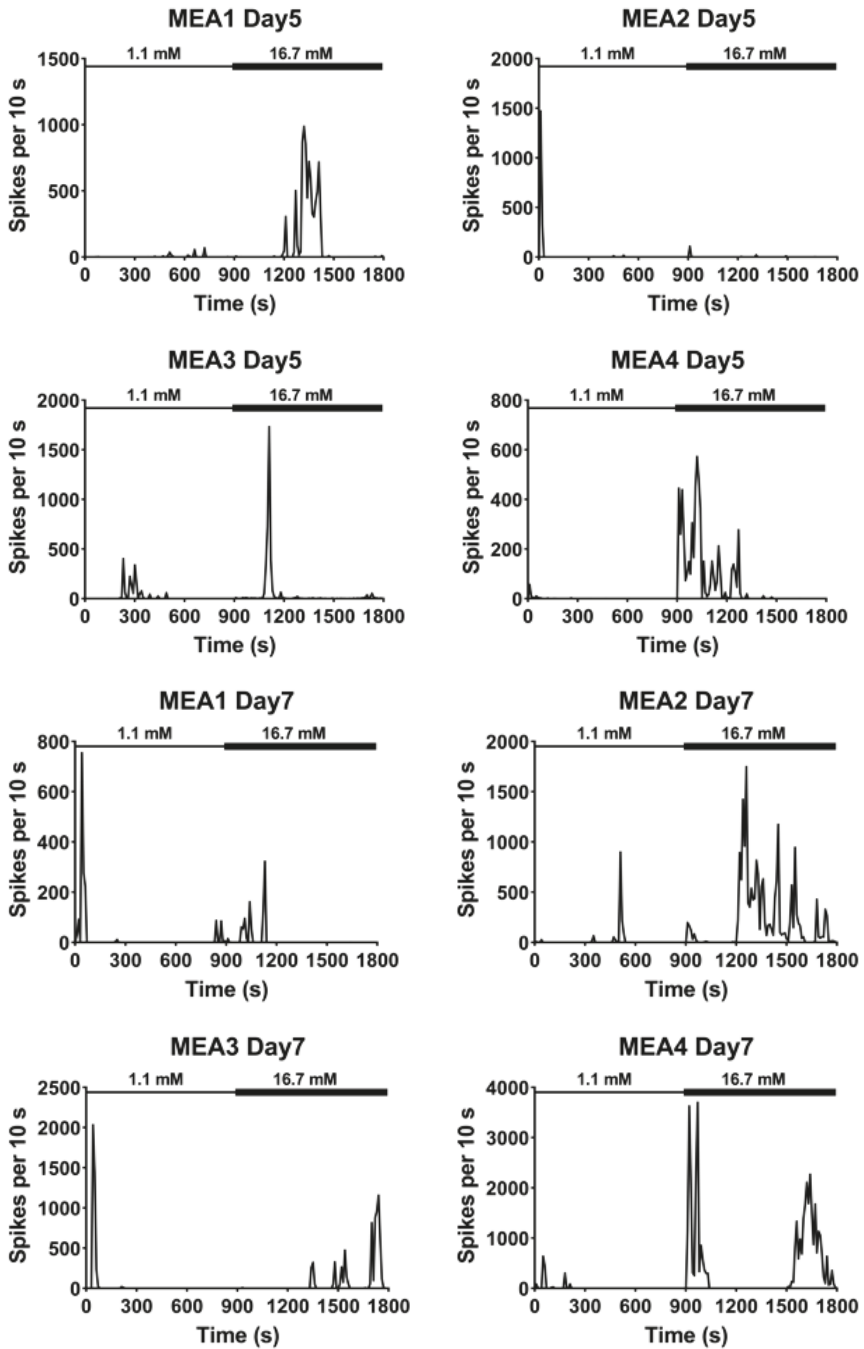 MEA1 Day5
1.1 mM 16.7 mM
Spikes per 10 s
1500
1000
500
0
0 300 600 900 1200 1500 1800
Time (s)
MEA2 Day5
1.1 mM 16.7 mM
Spikes per 10 s
2000
1500
1000
500
0
0 300 600 900 1200 1500 1800
Time (s)
MEA3 Day5
1.1 mM 16.7 mM
Spikes per 10 s
2000
1500
1000
500
0
0 300 600 900 1200 1500 1800
Time (s)
MEA4 Day5
1.1 mM 16.7 mM
Spikes per 10 s
800
600
400
200
0
0 300 600 900 1200 1500 1800
Time (s)
MEA1 Day7
1.1 mM 16.7 mM
Spikes per 10 s
800
600
400
200
0
0 300 600 900 1200 1500 1800
Time (s)
MEA2 Day7
1.1 mM 16.7 mM
Spikes per 10 s
2000
1500
1000
500
0
0 300 600 900 1200 1500 1800
Time (s)
MEA3 Day7
1.1 mM 16.7 mM
Spikes per 10 s
2500
2000
1500
1000
500
0
0 300 600 900 1200 1500 1800
Time (s)
MEA4 Day7
1.1 mM 16.7 mM
Spikes per 10 s
4000
3000
2000
1000
0
0 300 600 900 1200 1500 1800
Time (s)